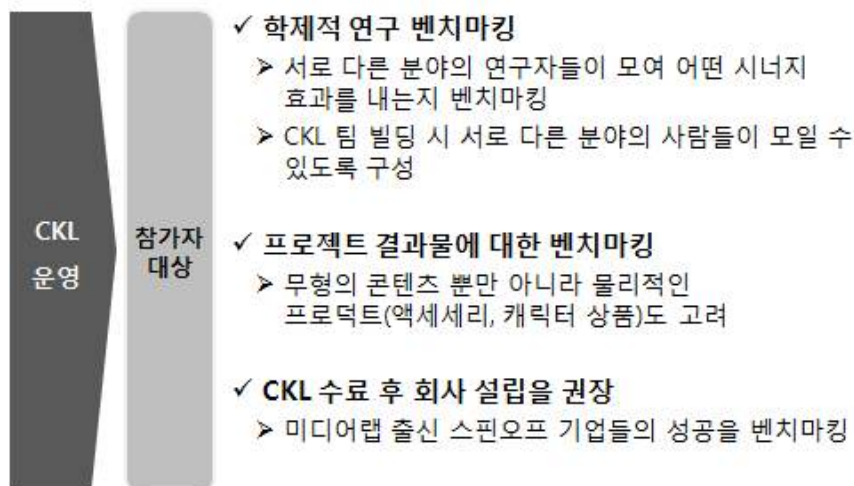 CKL
운영
참가자
대상
✓ 학제적 연구 벤치마킹
➢ 서로 다른 분야의 연구자들이 모여 어떤 시너지
효과를 내는지 벤치마킹
➢ CKL 팀 빌딩 시 서로 다른 분야의 사람들이 모일 수
있도록 구성
✓ 프로젝트 결과물에 대한 벤치마킹
➢ 무형의 콘텐츠 뿐만 아니라 물리적인
프로덕트(액세세리, 캐릭터 상품)도 고려
✓ CKL 수료 후 회사 설립을 권장
➢ 미디어랩 출신 스핀오프 기업들의 성공을 벤치마킹